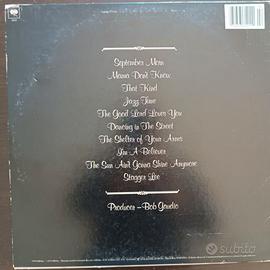 September Morn
Mama Don't Know
That Kind
Jazz Time
The Good Lord Loves You
Dancing in The Street
The Shelter of Your Arms
I'm A Believer
The Sun Ain't Gonna Shine Anymore
Stagger Lee
Producer – Bob Gaudio
subito